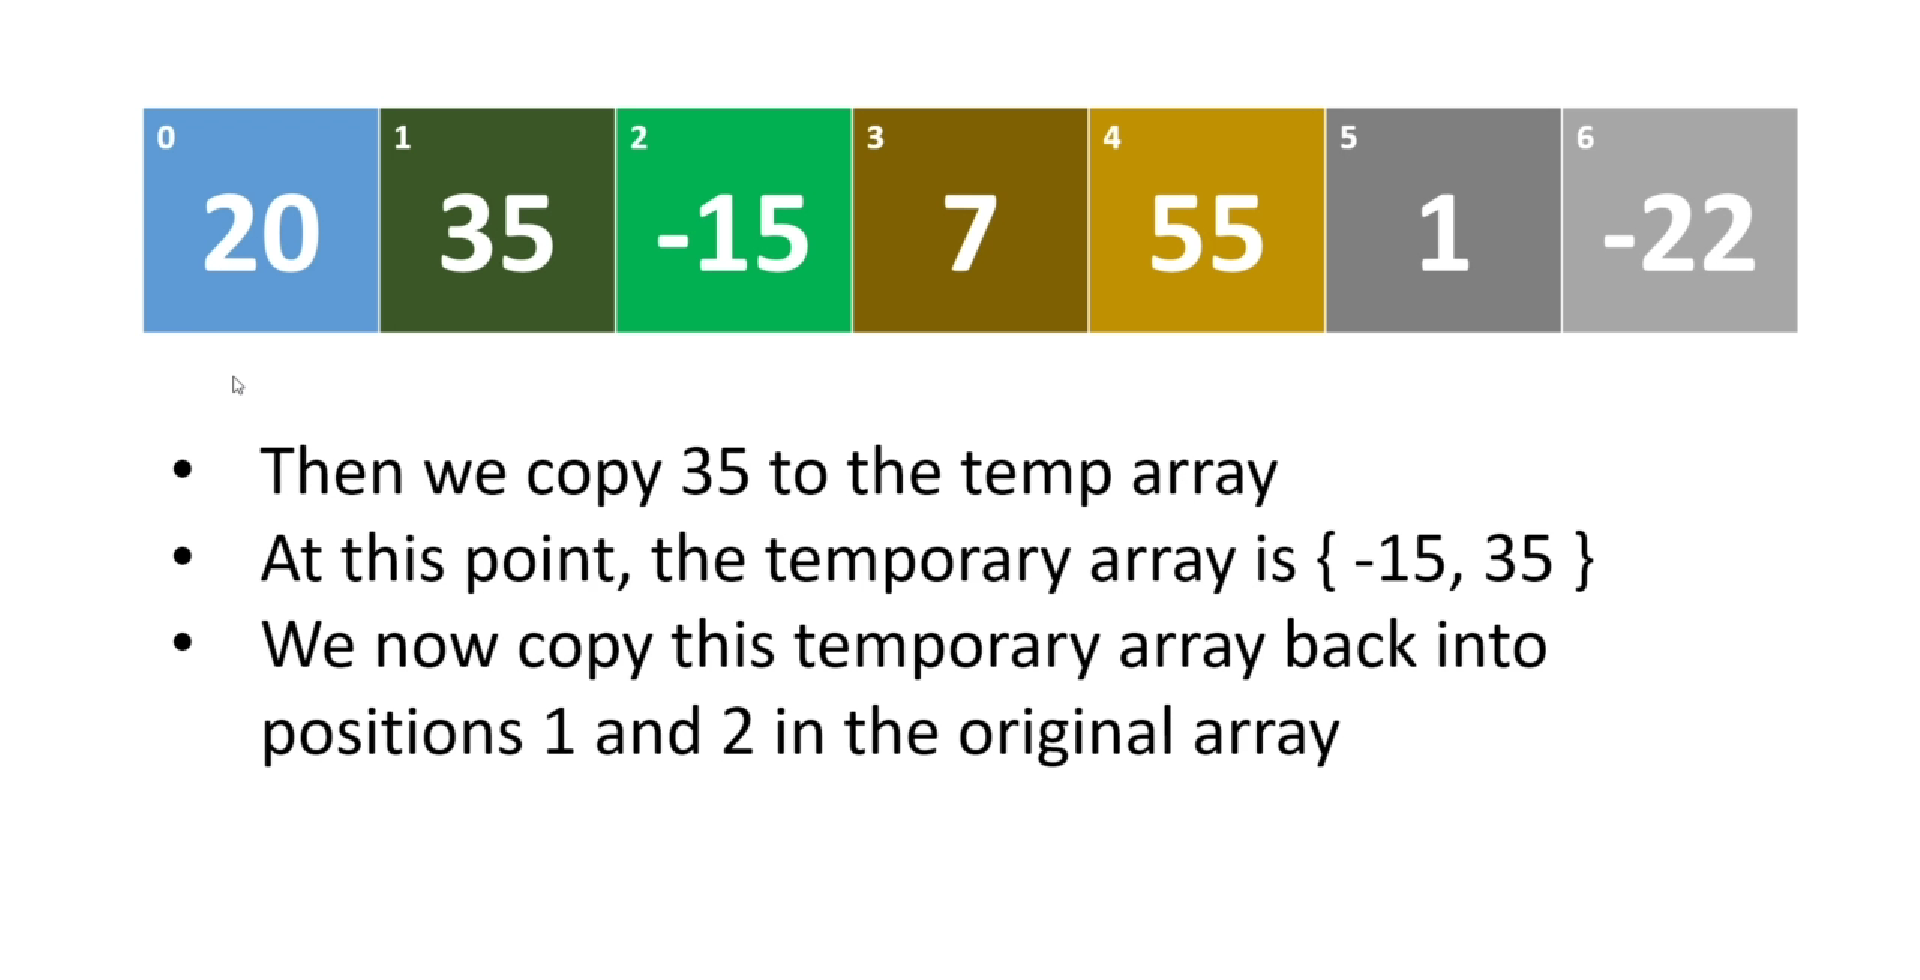 0 1 2 3 4 5 6
20 35 -15 7 55 1 -22
• Then we copy 35 to the temp array
• At this point, the temporary array is { -15, 35 }
• We now copy this temporary array back into
positions 1 and 2 in the original array